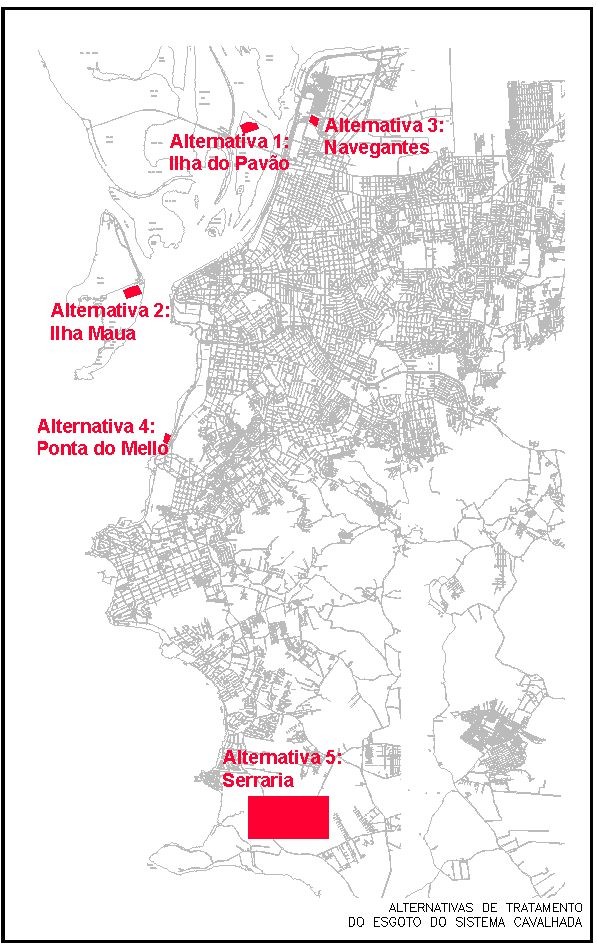 Alternativa 1:
Ilha do Pavão
Alternativa 3:
Navegantes
Alternativa 2:
Ilha Maua
Alternativa 4:
Ponta do Mello
Alternativa 5:
Serraria
ALTERNATIVAS DE TRATAMENTO
DO ESGOTO DO SISTEMA CAVALHADA